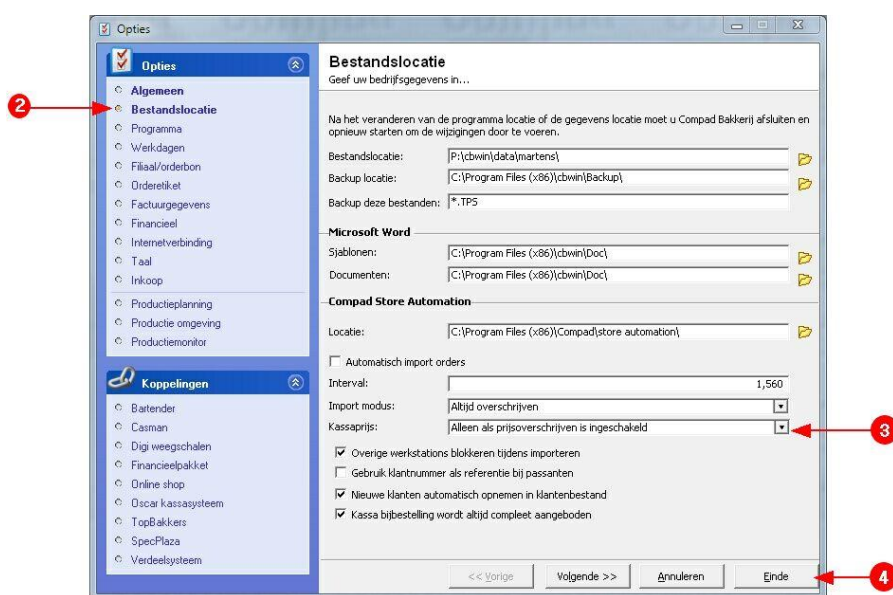 Opties
Opties
Algemeen
Bestandslocatie
Programma
Werkdagen
Filiaal/orderbon
Orderetiket
Factuurgegevens
Financieel
Internetverbinding
Taal
Inkoop
Productieplanning
Productie omgeving
Productiemonitor
Koppelingen
Bartender
Casman
Digi weegschalen
Financieelpakket
Online shop
Oscar kassasysteem
TopBakkers
SpecPlaza
Verdeelsysteem
2
Bestandslocatie
Geef uw bedrijfsgegevens in...
Na het veranderen van de programma locatie of de gegevens locatie moet u Compad Bakkerij afsluiten en
opnieuw starten om de wijzigingen door te voeren.
Bestandslocatie: P:\cbwin\data\martens\
Backup locatie: C:\Program Files (x86)\cbwin\Backup\
Backup deze bestanden: *.TPS
Microsoft Word
Sjablonen: C:\Program Files (x86)\cbwin\Doc\
Documenten: C:\Program Files (x86)\cbwin\Doc\
Compad Store Automation
Locatie: C:\Program Files (x86)\Compad\store automation\
Automatisch import orders
Interval: 1,560
Import modus: Altijd overschrijven
Kassaprijs: Alleen als prijsoverschrijven is ingeschakeld
3
Overige werkstations blokkeren tijdens importeren
Gebruik klantnummer als referentie bij passanten
Nieuwe klanten automatisch opnemen in klantenbestand
Kassa bijbestelling wordt altijd compleet aangeboden
<< Vorige Volgende >> Annuleren Einde
4